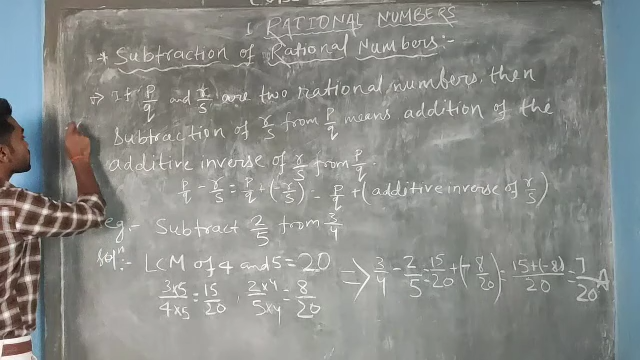 1 RATIONAL NUMBERS
* Subtraction of Rational Numbers:-
⇒ If p/q and r/s are two rational numbers, then
subtraction of r/s from p/q means addition of the
additive inverse of r/s from p/q.
p/q - r/s = p/q + (-r/s) = p/q + (additive inverse of r/s)
eg:- Subtract 2/5 from 3/4
Solⁿ:- LCM of 4 and 5 = 20 ⇒ 3/4 - 2/5 = 15/20 + (-8/20) = 15+(-8)/20 = 7/20
3×5/4×5 = 15/20, 2×4/5×4 = 8/20